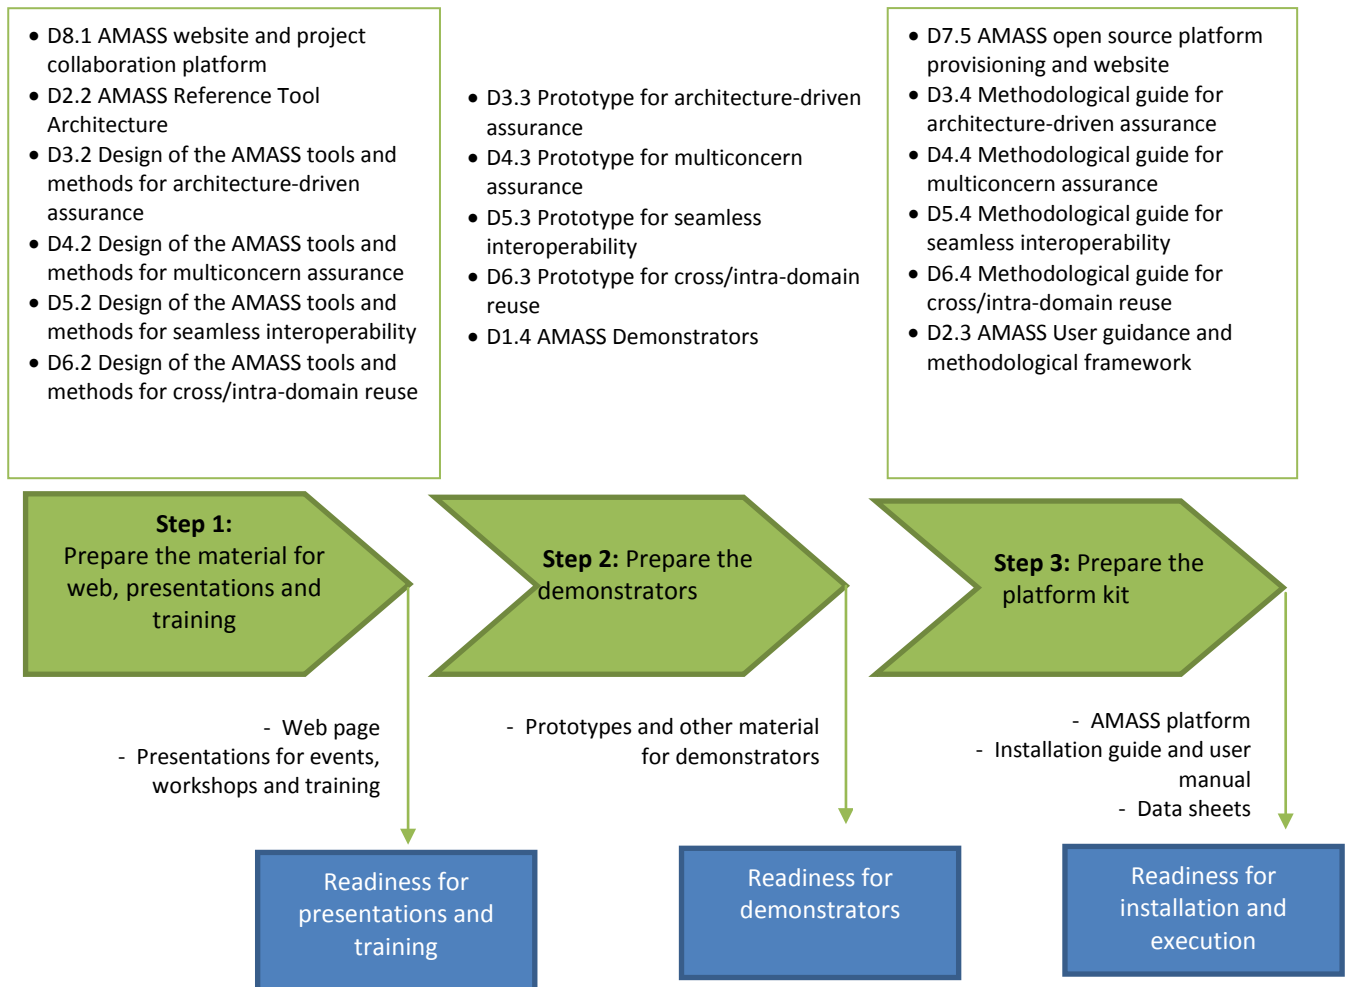 • D8.1 AMASS website and project
collaboration platform
• D2.2 AMASS Reference Tool
Architecture
• D3.2 Design of the AMASS tools and
methods for architecture-driven
assurance
• D4.2 Design of the AMASS tools and
methods for multiconcern assurance
• D5.2 Design of the AMASS tools and
methods for seamless interoperability
• D6.2 Design of the AMASS tools and
methods for cross/intra-domain reuse
• D3.3 Prototype for architecture-driven
assurance
• D4.3 Prototype for multiconcern
assurance
• D5.3 Prototype for seamless
interoperability
• D6.3 Prototype for cross/intra-domain
reuse
• D1.4 AMASS Demonstrators
• D7.5 AMASS open source platform
provisioning and website
• D3.4 Methodological guide for
architecture-driven assurance
• D4.4 Methodological guide for
multiconcern assurance
• D5.4 Methodological guide for
seamless interoperability
• D6.4 Methodological guide for
cross/intra-domain reuse
• D2.3 AMASS User guidance and
methodological framework
Step 1:
Prepare the material for
web, presentations and
training
Step 2: Prepare the
demonstrators
Step 3: Prepare the
platform kit
- Web page
- Presentations for events,
workshops and training
- Prototypes and other material
for demonstrators
- AMASS platform
- Installation guide and user
manual
- Data sheets
Readiness for
presentations and
training
Readiness for
demonstrators
Readiness for
installation and
execution